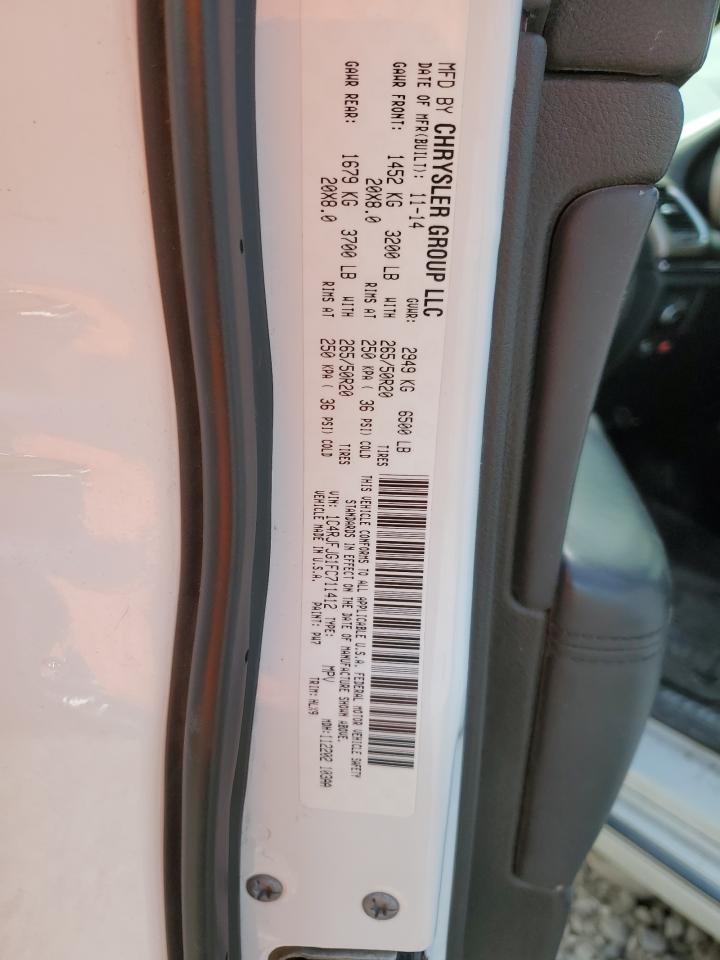 MFD BY CHRYSLER GROUP LLC
DATE OF MFR(BUILT): 11-14 GVWR: 2949 KG 6500 LB
GAWR FRONT: 1452 KG 3200 LB WITH 265/50R20 TIRES
20X8.0 RIMS AT 250 KPA ( 36 PSI) COLD
GAWR REAR: 1679 KG 3700 LB WITH 265/50R20 TIRES
20X8.0 RIMS AT 250 KPA ( 36 PSI) COLD
THIS VEHICLE CONFORMS TO ALL APPLICABLE U.S.A. FEDERAL MOTOR VEHICLE SAFETY
STANDARDS IN EFFECT ON THE DATE OF MANUFACTURE SHOWN ABOVE.
VIN: 1C4RJFJG1FC711412 TYPE: MPV MDH:112202 103AA
VEHICLE MADE IN U.S.A. PAINT: PW7 TRIM: